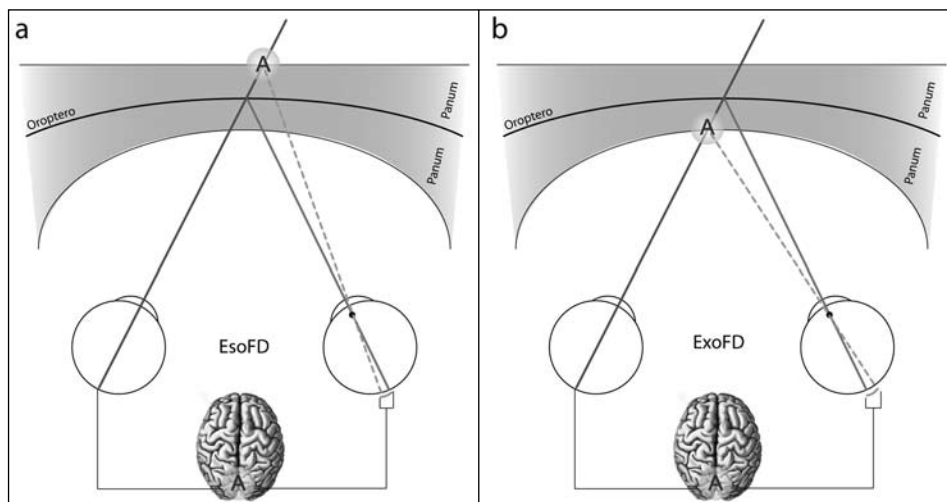 a
A
Oroptero
Panum
Panum
EsoFD
A
b
A
Oroptero
Panum
Panum
ExoFD
A